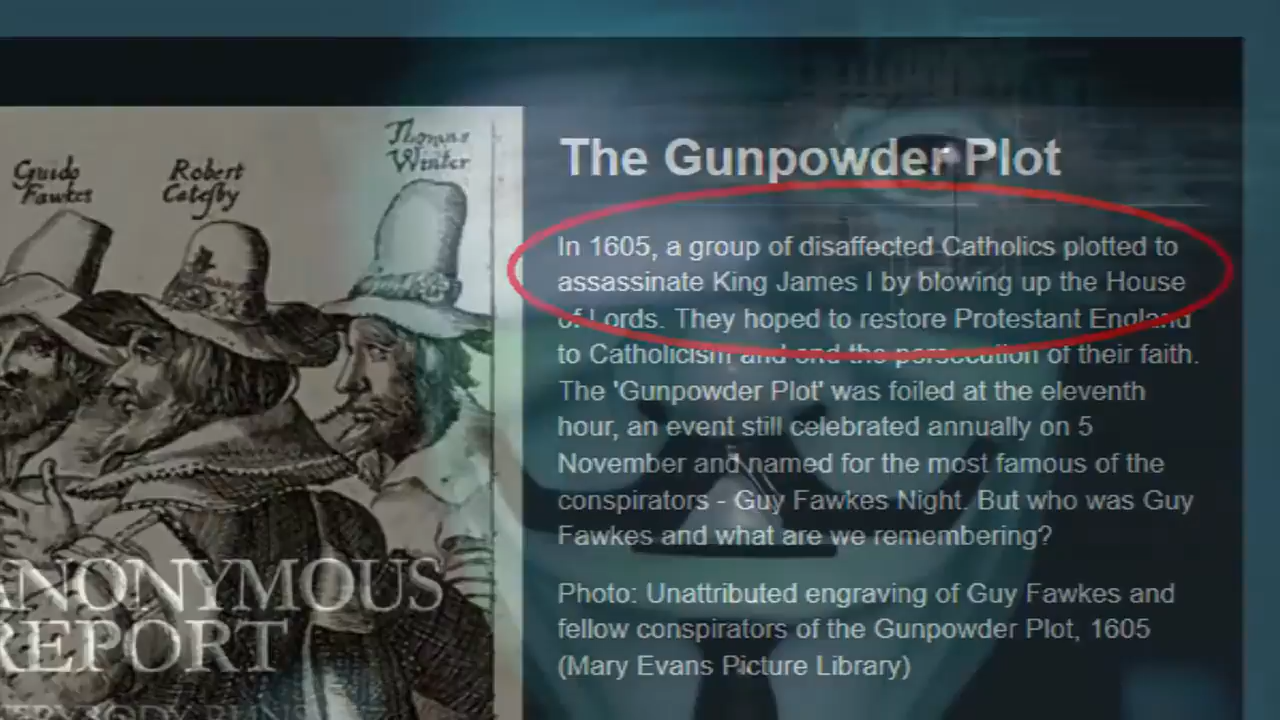 Guido
Fawkes
Robert
Catesby
Thomas
Winter
The Gunpowder Plot
In 1605, a group of disaffected Catholics plotted to
assassinate King James I by blowing up the House
of Lords. They hoped to restore Protestant England
to Catholicism and end the persecution of their faith.
The 'Gunpowder Plot' was foiled at the eleventh
hour, an event still celebrated annually on 5
November and named for the most famous of the
conspirators - Guy Fawkes Night. But who was Guy
Fawkes and what are we remembering?
Photo: Unattributed engraving of Guy Fawkes and
fellow conspirators of the Gunpowder Plot, 1605
(Mary Evans Picture Library)
ANONYMOUS
REPORT